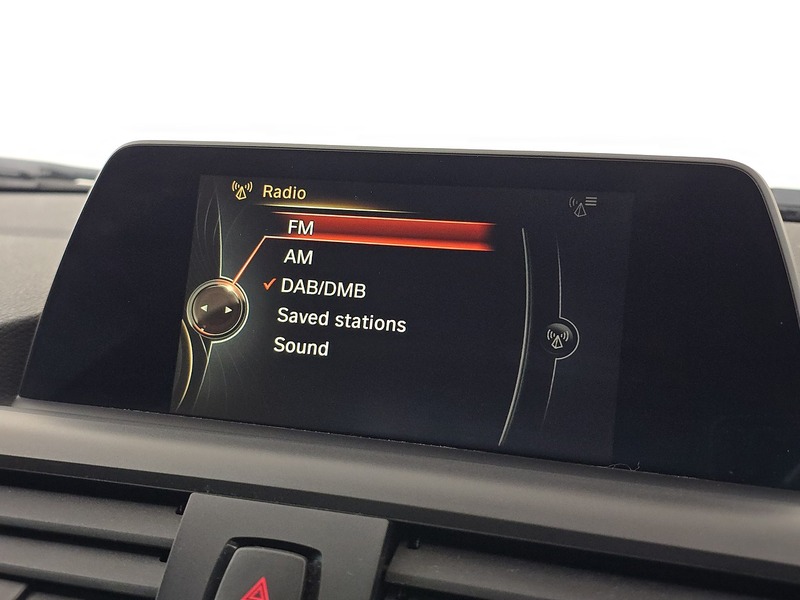 Radio
FM
AM
DAB/DMB
Saved stations
Sound